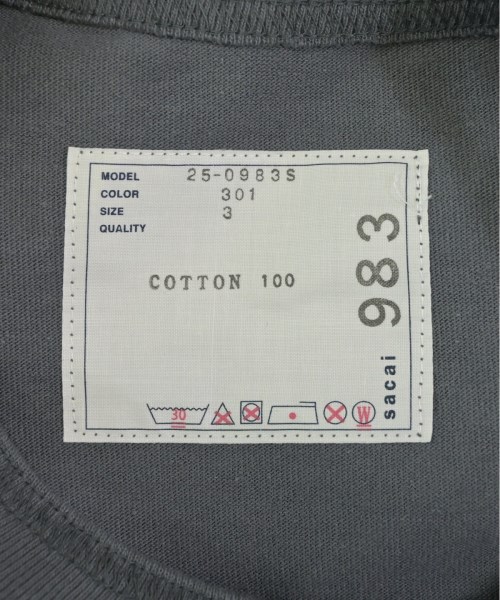 MODEL 25-0983S
COLOR 301
SIZE 3
QUALITY
COTTON 100
983
sacai
30
W